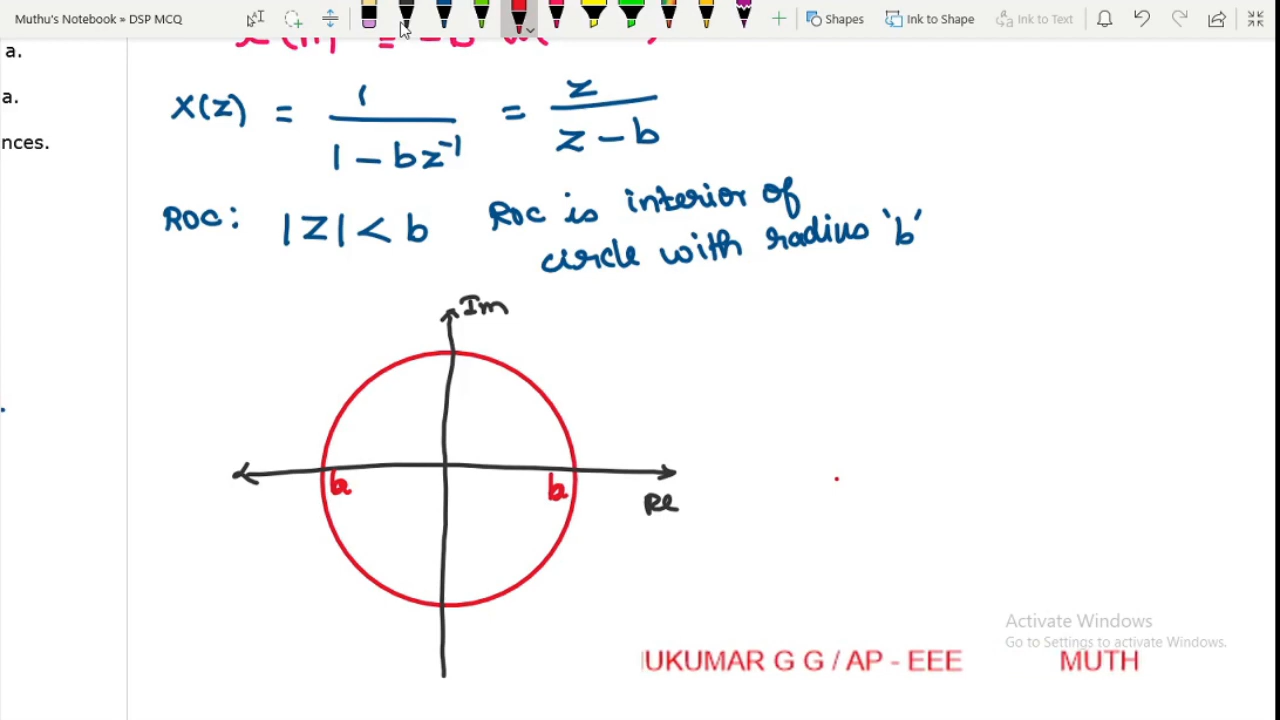 Muthu's Notebook » DSP MCQ
Shapes
Ink to Shape
Ink to Text
a.
a.
nces.
X(z) = 1 / (1 - bz⁻¹) = z / (z - b)
ROC: |z| < b
ROC is interior of
circle with radius 'b'
Im
b b
Re
Activate Windows
Go to Settings to activate Windows.
UKUMAR G G / AP - EEE MUTH